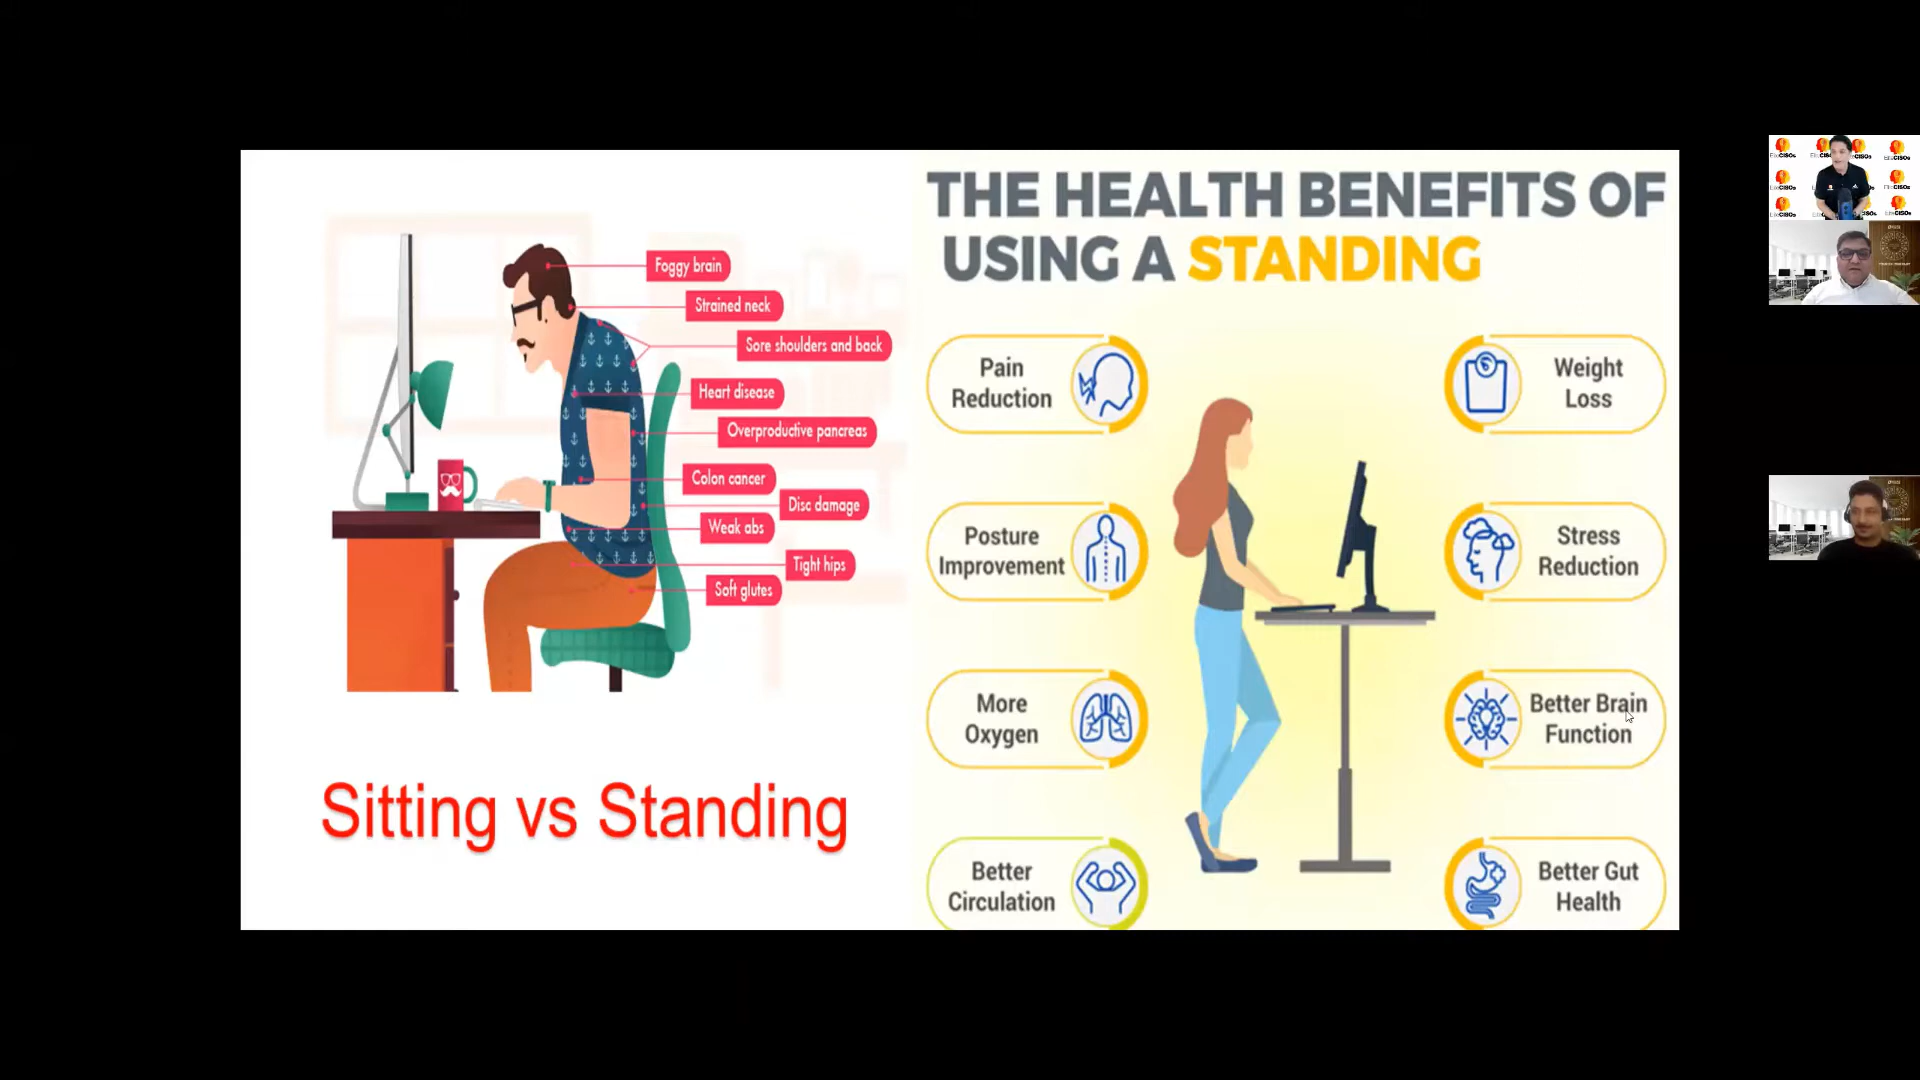 Foggy brain
Strained neck
Sore shoulders and back
Heart disease
Overproductive pancreas
Colon cancer
Disc damage
Weak abs
Tight hips
Soft glutes
Sitting vs Standing
THE HEALTH BENEFITS OF
USING A STANDING
Pain
Reduction
Posture
Improvement
More
Oxygen
Better
Circulation
Weight
Loss
Stress
Reduction
Better Brain
Function
Better Gut
Health
EliteCISOs